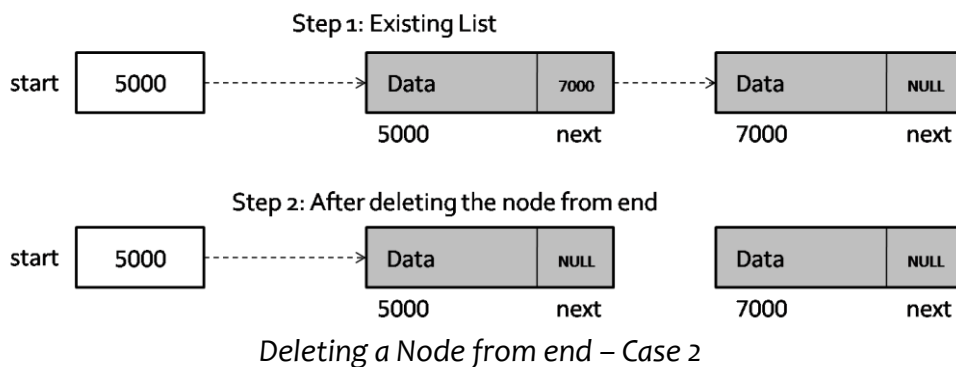 Step 1: Existing List
start 5000 Data 7000 Data NULL
5000 next 7000 next
Step 2: After deleting the node from end
start 5000 Data NULL Data NULL
5000 next 7000 next
Deleting a Node from end – Case 2